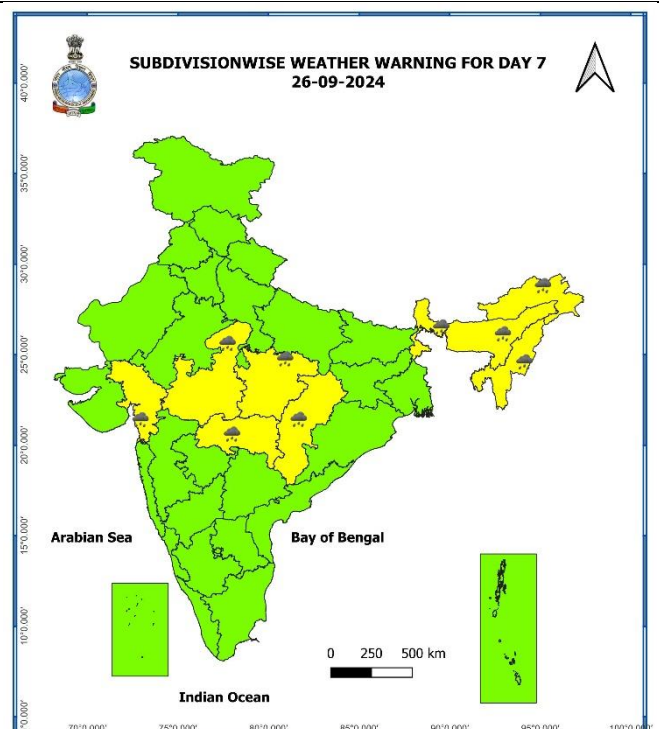 SUBDIVISIONWISE WEATHER WARNING FOR DAY 7
26-09-2024
40°0.000'
35°0.000'
30°0.000'
25°0.000'
20°0.000'
15°0.000'
10°0.000'
Arabian Sea
Bay of Bengal
0 250 500 km
Indian Ocean
70°0.000' 75°0.000' 80°0.000' 85°0.000' 90°0.000' 95°0.000' 100°0.000'